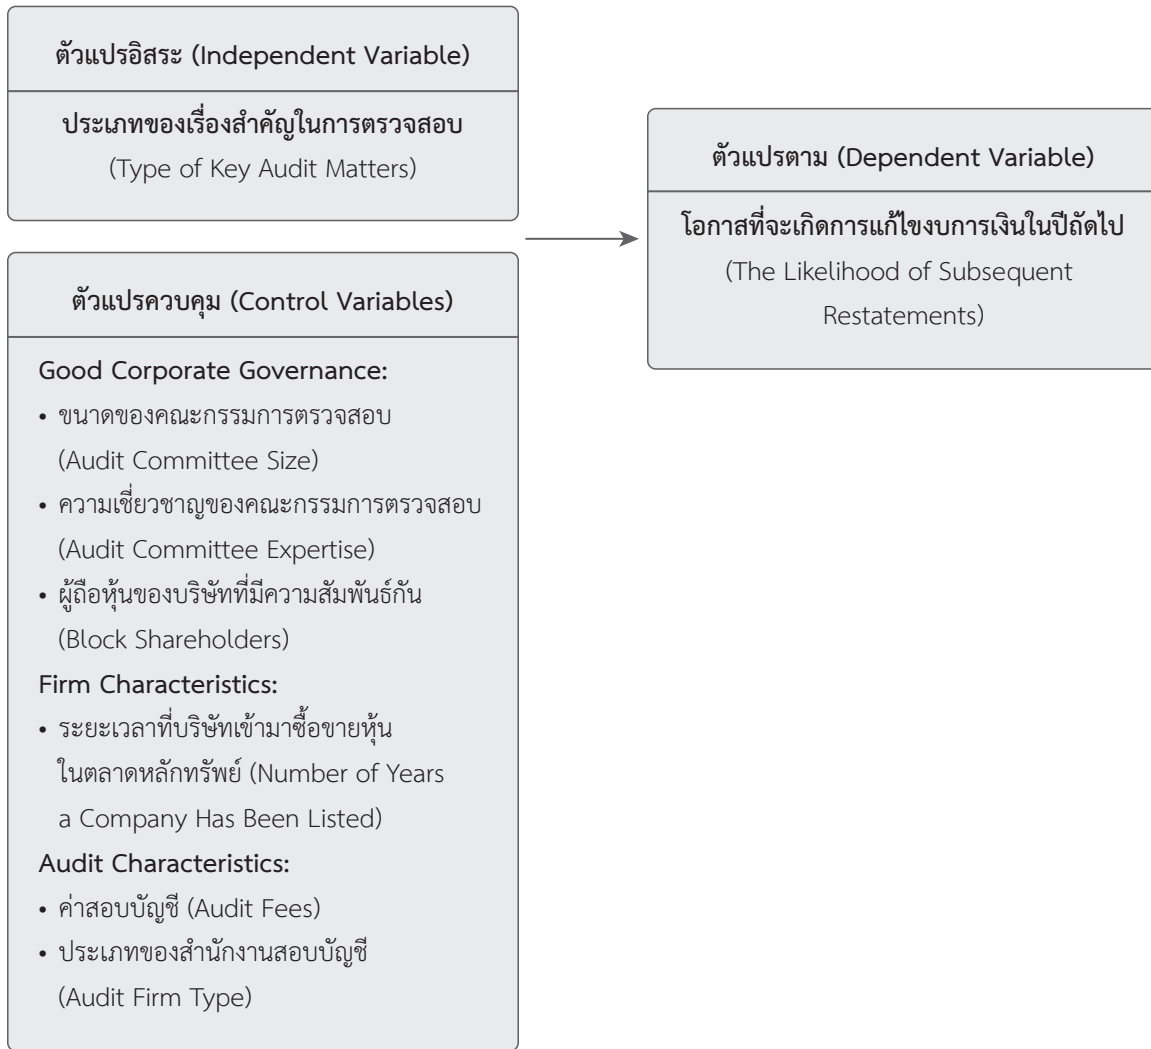 ตัวแปรอิสระ (Independent Variable)
ประเภทของเรื่องสำคัญในการตรวจสอบ
(Type of Key Audit Matters)
ตัวแปรควบคุม (Control Variables)
Good Corporate Governance:
• ขนาดของคณะกรรมการตรวจสอบ
(Audit Committee Size)
• ความเชี่ยวชาญของคณะกรรมการตรวจสอบ
(Audit Committee Expertise)
• ผู้ถือหุ้นของบริษัทที่มีความสัมพันธ์กัน
(Block Shareholders)
Firm Characteristics:
• ระยะเวลาที่บริษัทเข้ามาซื้อขายหุ้น
ในตลาดหลักทรัพย์ (Number of Years
a Company Has Been Listed)
Audit Characteristics:
• ค่าสอบบัญชี (Audit Fees)
• ประเภทของสำนักงานสอบบัญชี
(Audit Firm Type)
ตัวแปรตาม (Dependent Variable)
โอกาสที่จะเกิดการแก้ไขงบการเงินในปีถัดไป
(The Likelihood of Subsequent
Restatements)